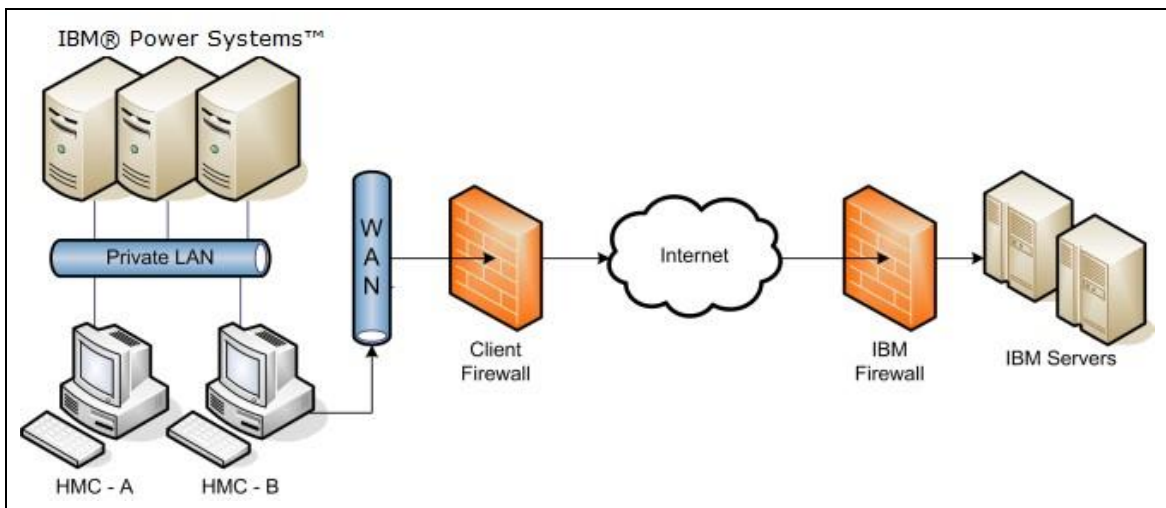 IBM® Power Systems™
Private LAN
HMC - A
HMC - B
W
A
N
Client
Firewall
Internet
IBM
Firewall
IBM Servers